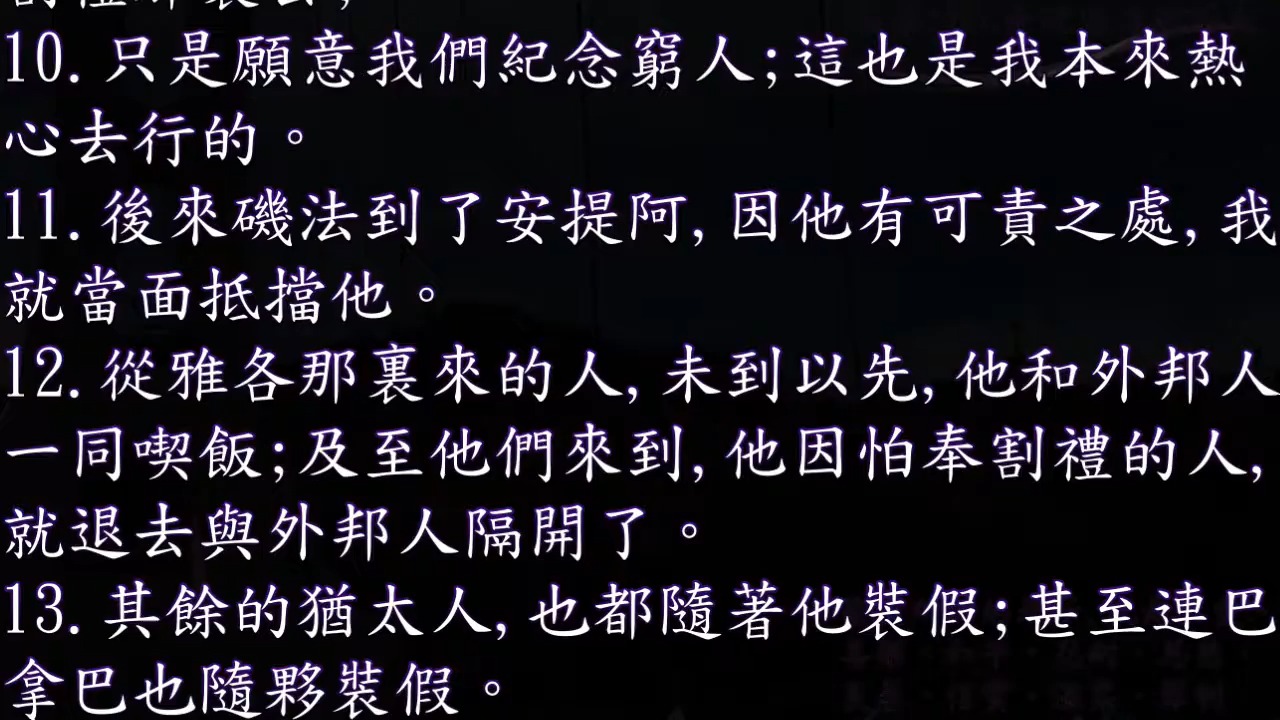 10. 只是願意我們紀念窮人;這也是我本來熱
心去行的。
11. 後來磯法到了安提阿, 因他有可責之處, 我
就當面抵擋他。
12. 從雅各那裏來的人, 未到以先, 他和外邦人
一同喫飯;及至他們來到, 他因怕奉割禮的人,
就退去與外邦人隔開了。
13. 其餘的猶太人, 也都隨著他裝假;甚至連巴
拿巴也隨夥裝假。